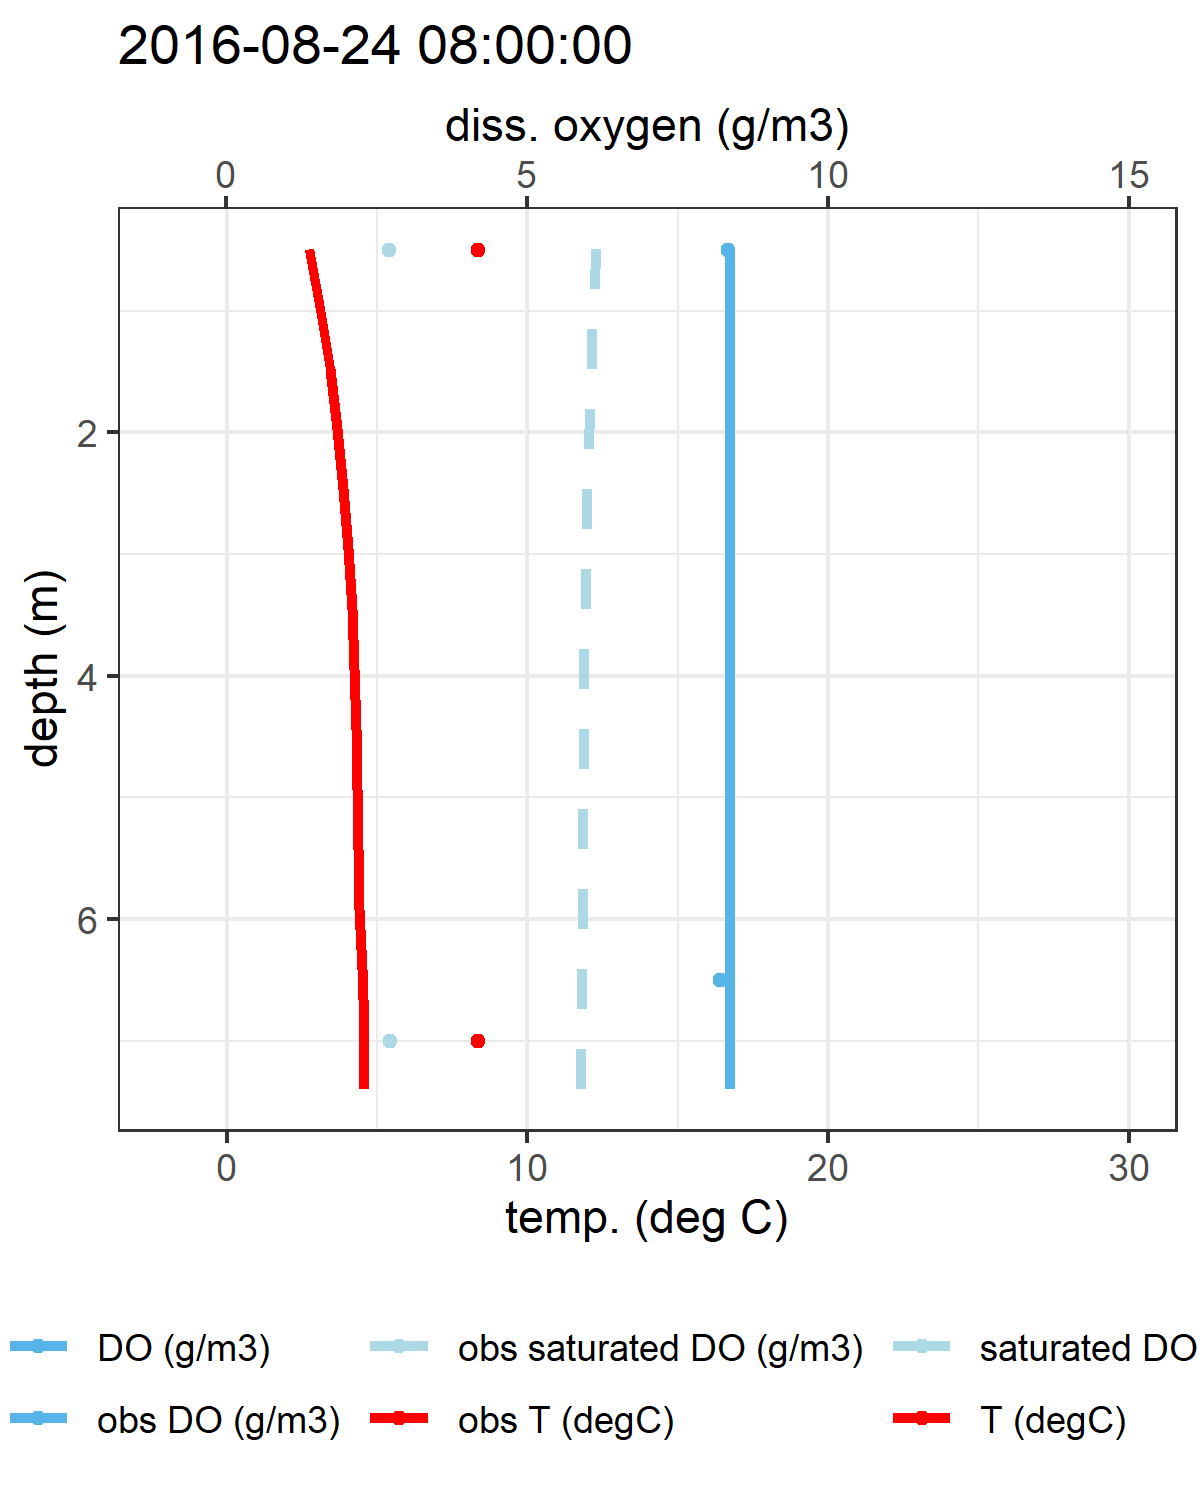 2016-08-24 08:00:00
diss. oxygen (g/m3)
0 5 10 15
2
4
6
depth (m)
0 10 20 30
temp. (deg C)
DO (g/m3) obs saturated DO (g/m3) saturated DO
obs DO (g/m3) obs T (degC) T (degC)